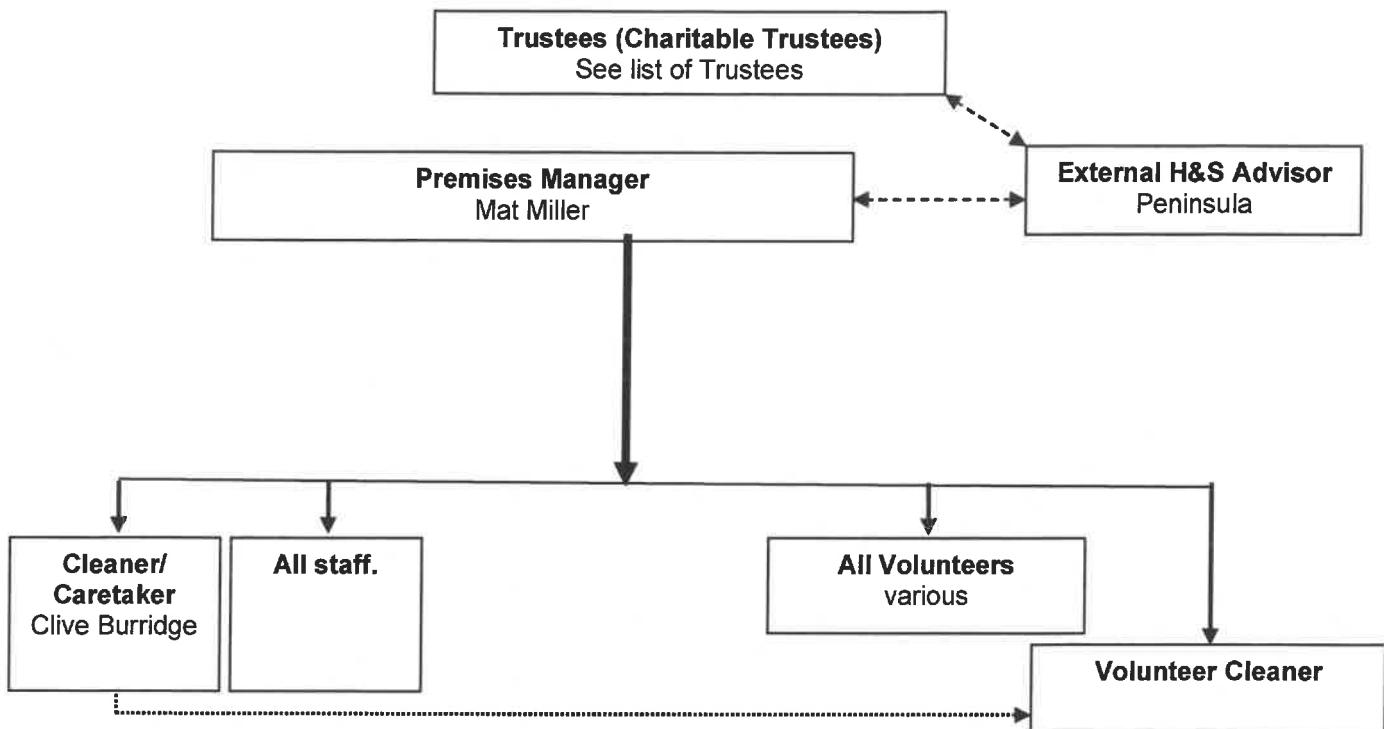 Trustees (Charitable Trustees)
See list of Trustees
Premises Manager
Mat Miller
External H&S Advisor
Peninsula
Cleaner/
Caretaker
Clive Burridge
All staff.
All Volunteers
various
Volunteer Cleaner